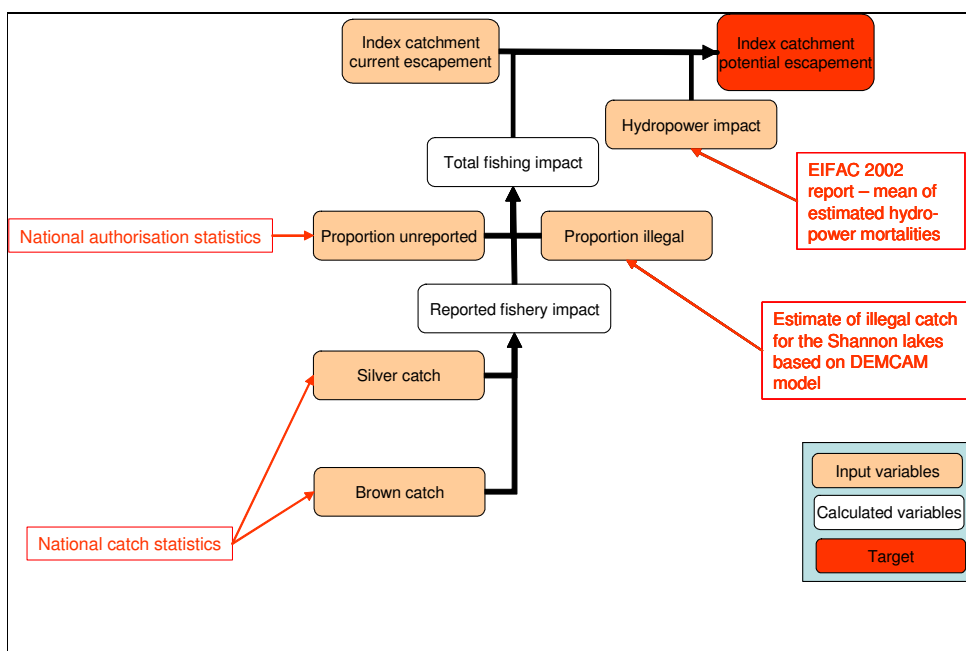 Index catchment
current escapement
Index catchment
potential escapement
Hydropower impact
Total fishing impact
EIFAC 2002
report – mean of
estimated hydro-
power mortalities
National authorisation statistics
Proportion unreported
Proportion illegal
Reported fishery impact
Estimate of illegal catch
for the Shannon lakes
based on DEMCAM
model
Silver catch
Brown catch
National catch statistics
Input variables
Calculated variables
Target